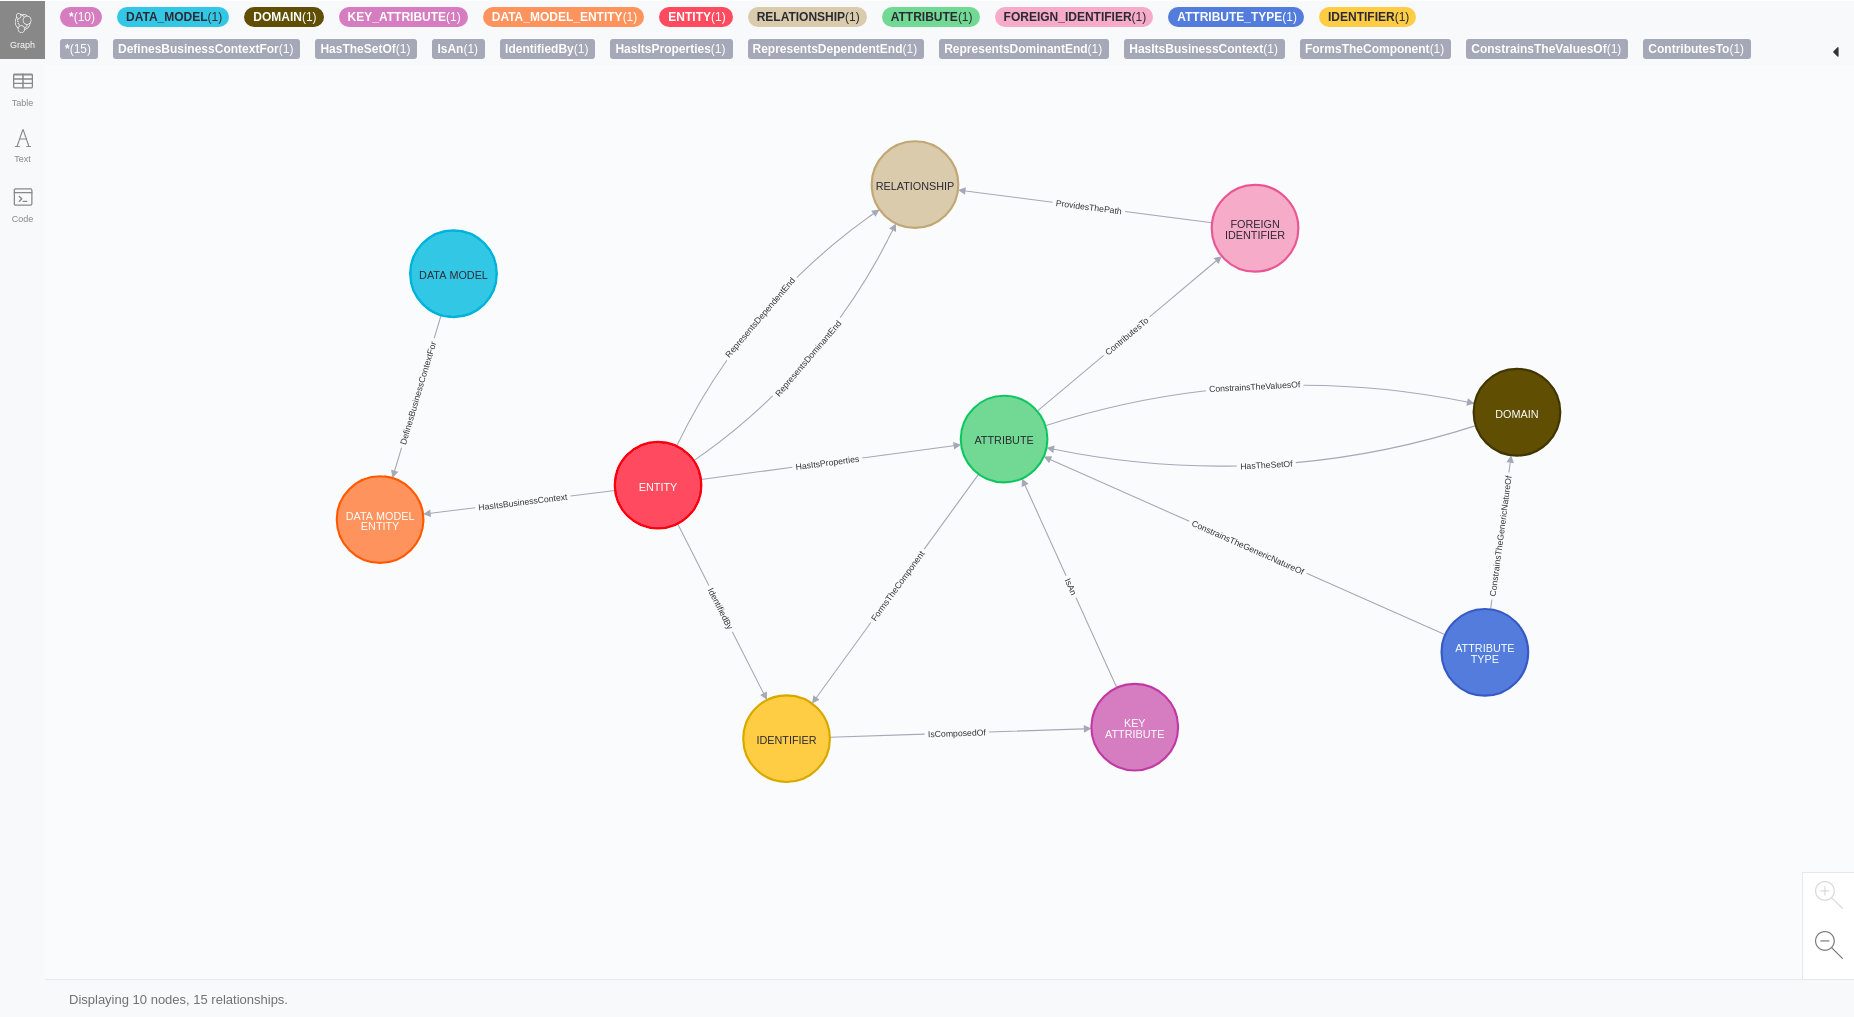 Graph
Table
Text
Code
*(10) DATA_MODEL(1) DOMAIN(1) KEY_ATTRIBUTE(1) DATA_MODEL_ENTITY(1) ENTITY(1) RELATIONSHIP(1) ATTRIBUTE(1) FOREIGN_IDENTIFIER(1) ATTRIBUTE_TYPE(1) IDENTIFIER(1)
*(15) DefinesBusinessContextFor(1) HasTheSetOf(1) IsAn(1) IdentifiedBy(1) HasItsProperties(1) RepresentsDependentEnd(1) RepresentsDominantEnd(1) HasItsBusinessContext(1) FormsTheComponent(1) ConstrainsTheValuesOf(1) ContributesTo(1)
RELATIONSHIP
ProvidesThePath
FOREIGN
IDENTIFIER
DATA MODEL
RepresentsDependentEnd
RepresentsDominantEnd
ContributesTo
DefinesBusinessContextFor
ConstrainsTheValuesOf
DOMAIN
ATTRIBUTE
HasItsProperties
HasTheSetOf
ENTITY
HasItsBusinessContext
DATA MODEL
ENTITY
ConstrainsTheGenericNatureOf
ConstrainsTheGenericNatureOf
FormsTheComponent
IsAn
IdentifiedBy
ATTRIBUTE
TYPE
KEY
ATTRIBUTE
IsComposedOf
IDENTIFIER
Displaying 10 nodes, 15 relationships.